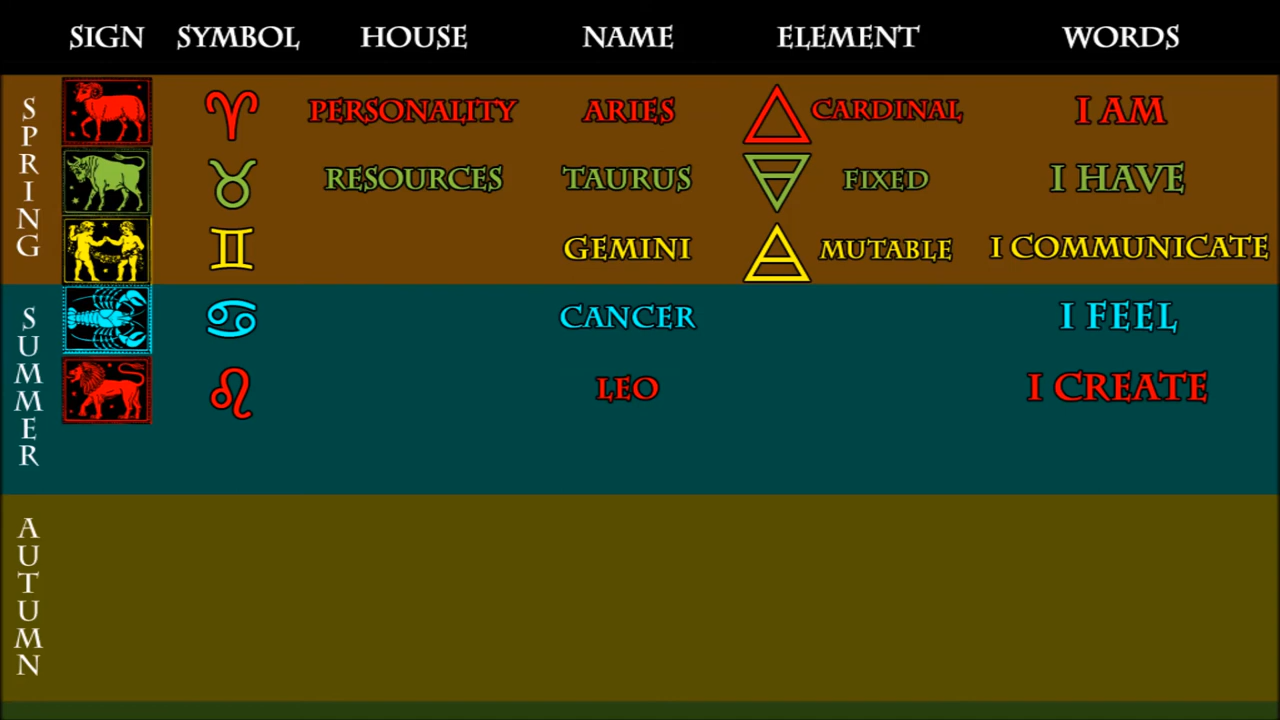 SIGN SYMBOL HOUSE NAME ELEMENT WORDS
SPRING
♈ PERSONALITY ARIES CARDINAL I AM
♉ RESOURCES TAURUS FIXED I HAVE
♊ GEMINI MUTABLE I COMMUNICATE
SUMMER
♋ CANCER I FEEL
♌ LEO I CREATE
AUTUMN